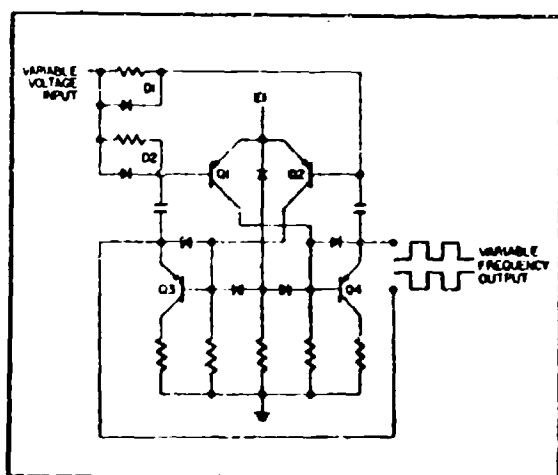 VARIABLE
VOLTAGE
INPUT
D1
E1
D2
Q1
Q2
Q3
Q4
VARIABLE
FREQUENCY
OUTPUT